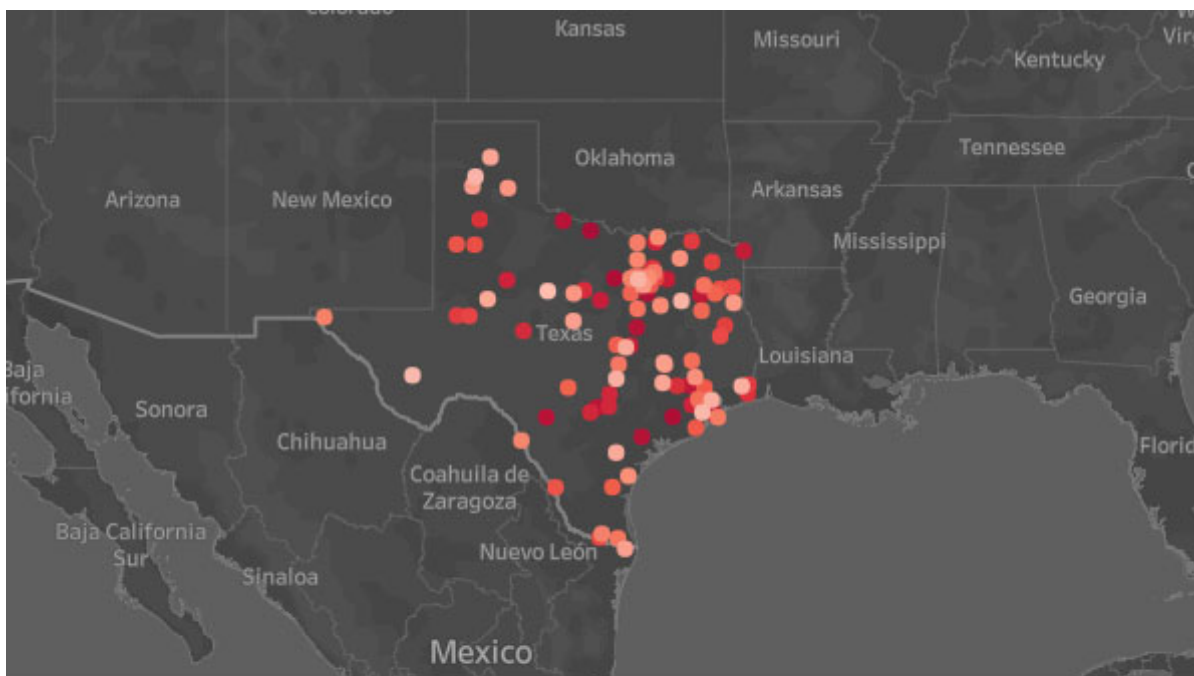 Colorado
Kansas
Missouri
Kentucky
Tennessee
Oklahoma
Arkansas
Arizona
New Mexico
Mississippi
Georgia
Texas
Louisiana
Sonora
Chihuahua
Coahuila de
Zaragoza
Baja California
Sur
Nuevo León
Sinaloa
Mexico